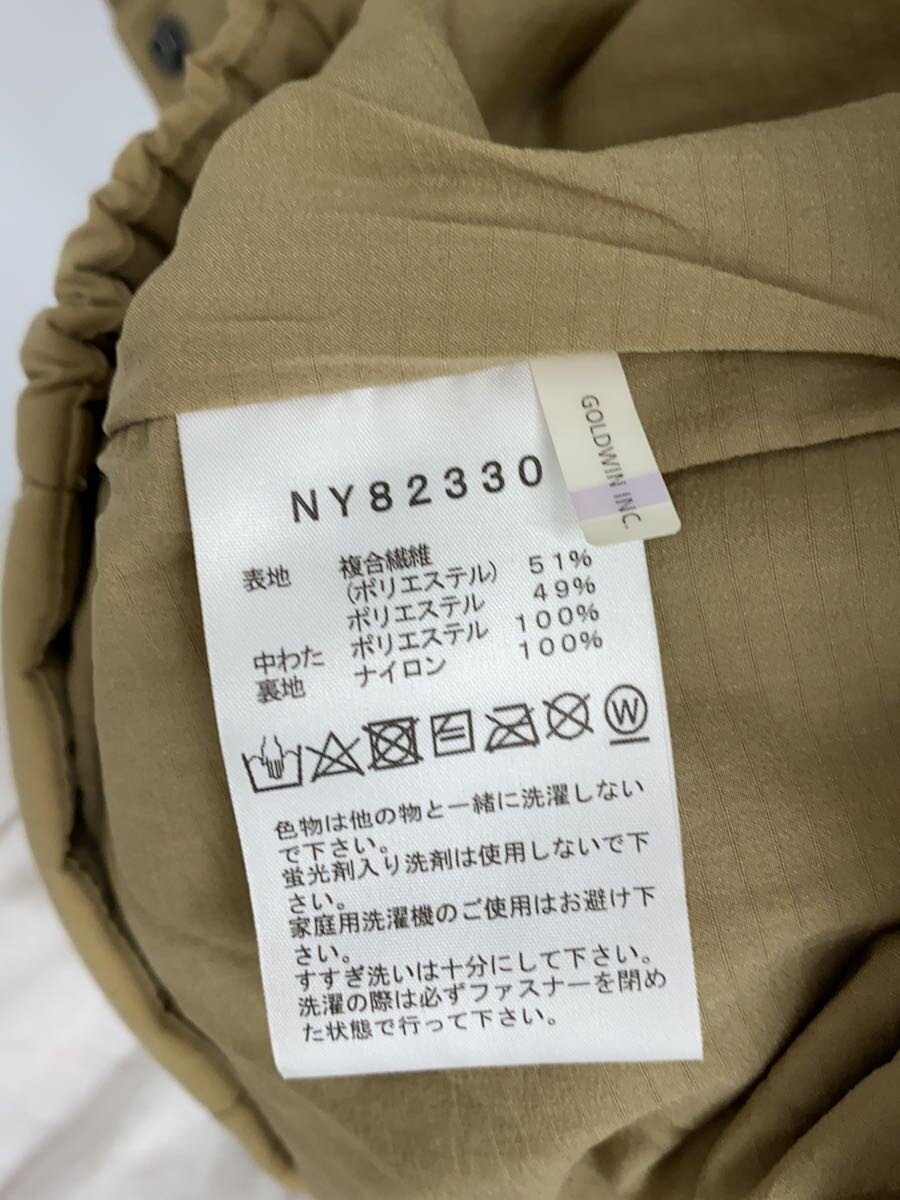 GOLDWIN INC
NY82330
表地 複合繊維 51%
(ポリエステル)
ポリエステル 49%
中わた ポリエステル 100%
裏地 ナイロン 100%
W
色物は他の物と一緒に洗濯しない
で下さい。
蛍光剤入り洗剤は使用しないで下
さい。
家庭用洗濯機のご使用はお避け下
さい。
すすぎ洗いは十分にして下さい。
洗濯の際は必ずファスナーを閉め
た状態で行って下さい。